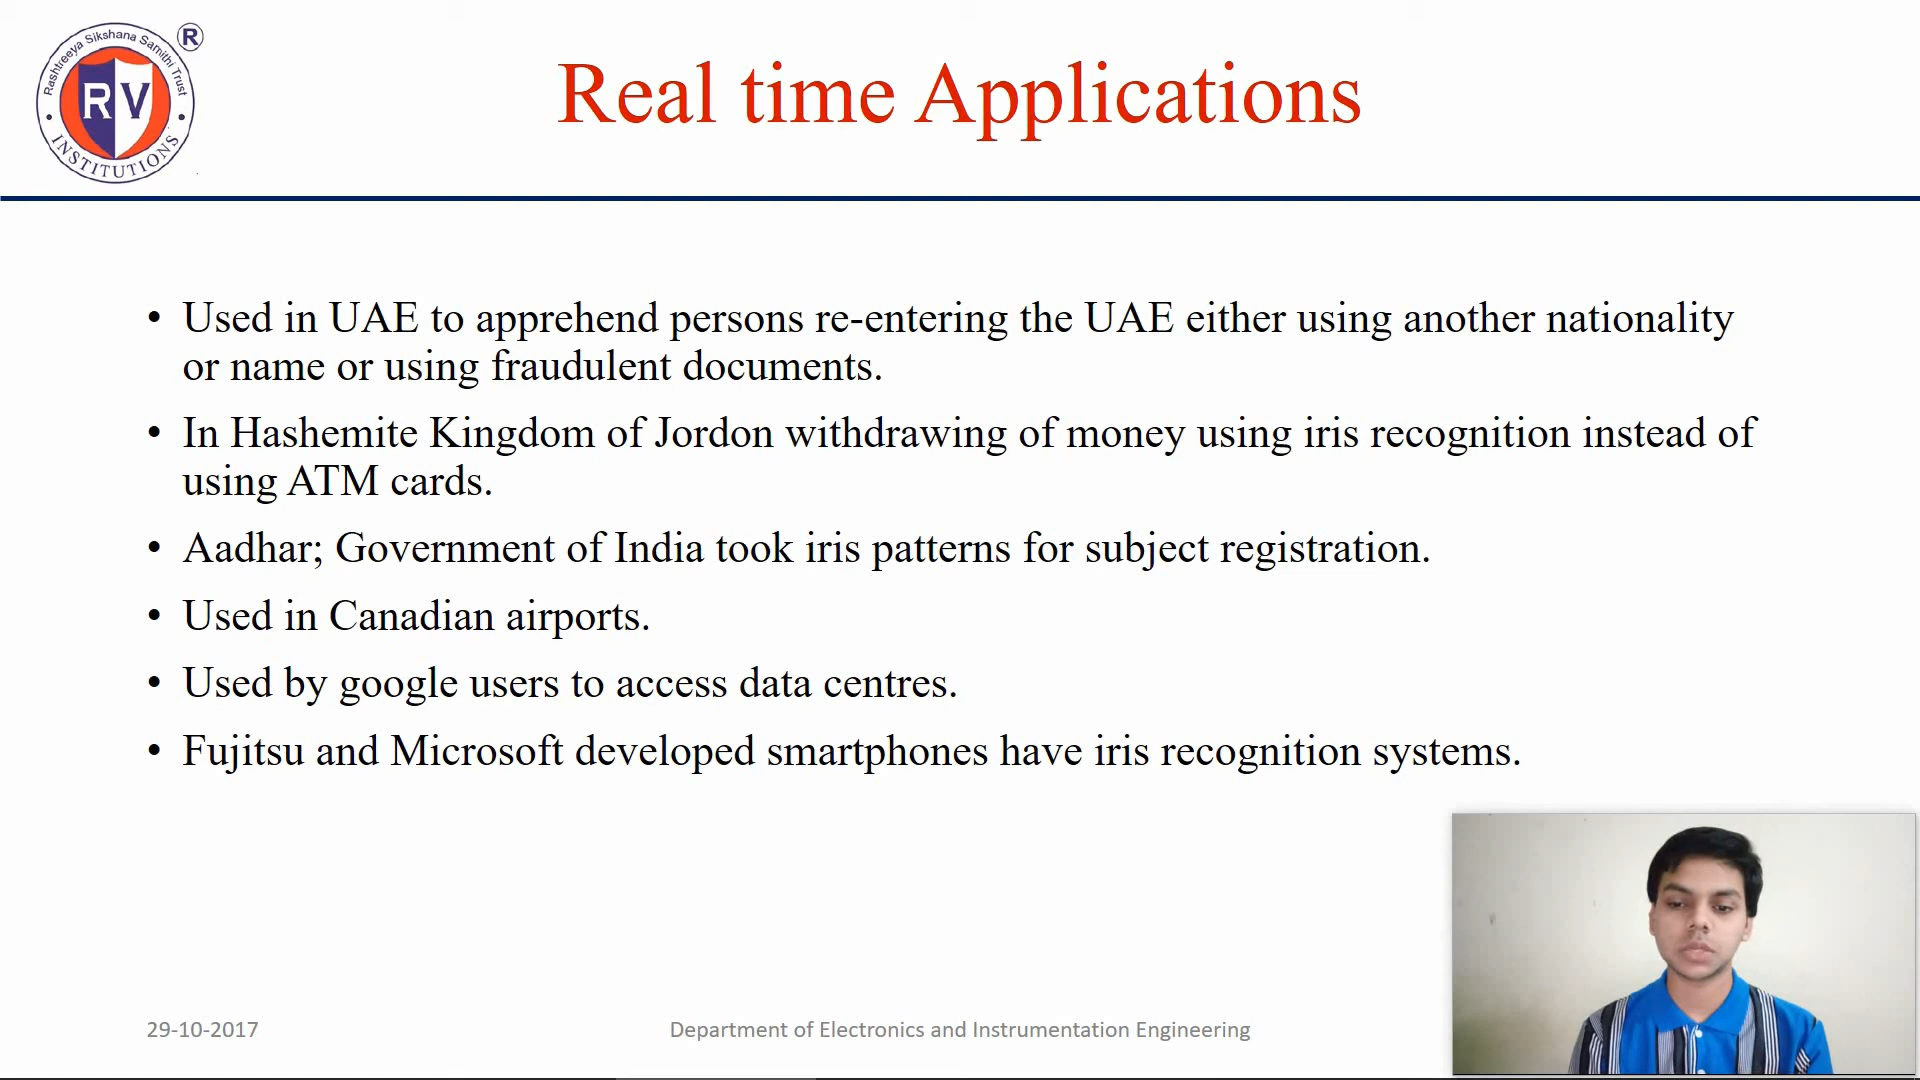 Rashtreeya Sikshana Samithi Trust
R
RV
INSTITUTIONS
Real time Applications
• Used in UAE to apprehend persons re-entering the UAE either using another nationality
or name or using fraudulent documents.
• In Hashemite Kingdom of Jordon withdrawing of money using iris recognition instead of
using ATM cards.
• Aadhar; Government of India took iris patterns for subject registration.
• Used in Canadian airports.
• Used by google users to access data centres.
• Fujitsu and Microsoft developed smartphones have iris recognition systems.
29-10-2017
Department of Electronics and Instrumentation Engineering